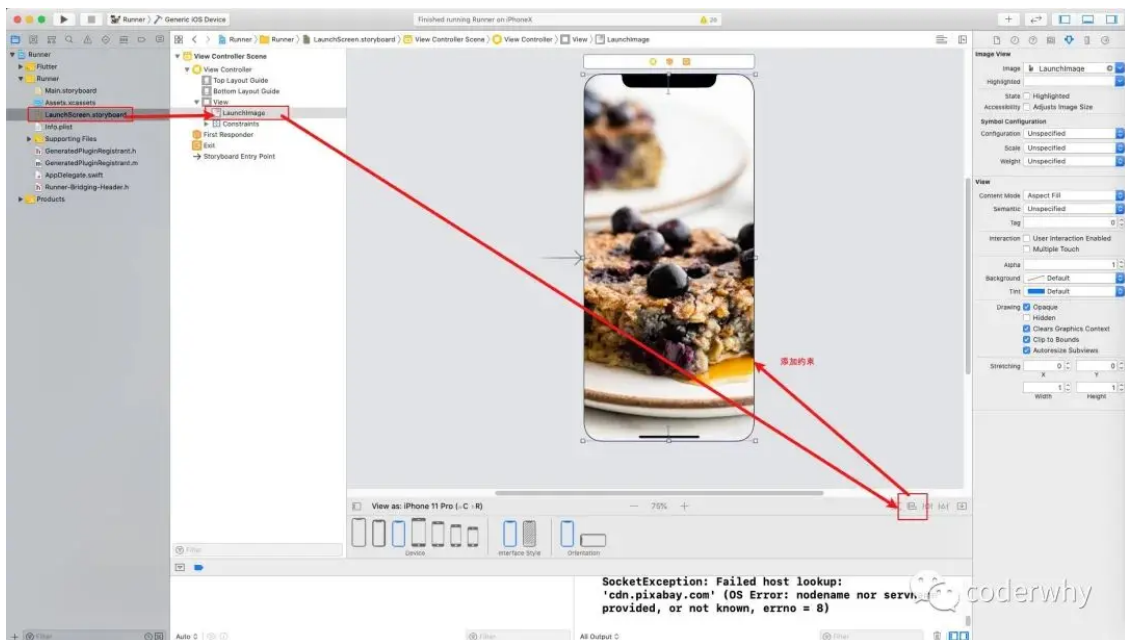 Runner 〉 Generic iOS Device
Finished running Runner on iPhoneX
Runner 〉 Runner 〉 LaunchScreen.storyboard 〉 View Controller Scene 〉 View Controller 〉 View 〉 LaunchImage
Runner
Flutter
Runner
Main.storyboard
Assets.xcassets
LaunchScreen.storyboard
Info.plist
Supporting Files
GeneratedPluginRegistrant.h
GeneratedPluginRegistrant.m
AppDelegate.swift
Runner-Bridging-Header.h
Products
View Controller Scene
View Controller
Top Layout Guide
Bottom Layout Guide
View
LaunchImage
Constraints
First Responder
Exit
Storyboard Entry Point
添加约束
Image View
Image LaunchImage
Highlighted
State Highlighted
Accessibility Adjusts Image Size
Symbol Configuration
Configuration Unspecified
Scale Unspecified
Weight Unspecified
View
Content Mode Aspect Fill
Semantic Unspecified
Tag 0
Interaction User Interaction Enabled
Multiple Touch
Alpha 1
Background Default
Tint Default
Drawing Opaque
Hidden
Clears Graphics Context
Clip to Bounds
Autoresize Subviews
Stretching 0 0
X Y
1 1
Width Height
View as: iPhone 11 Pro (C R)
75%
Device Interface Style Orientation
Filter
SocketException: Failed host lookup:
'cdn.pixabay.com' (OS Error: nodename nor
provided, or not known, errno = 8)
coderwhy
Filter
Auto
Filter
All Output
Filter